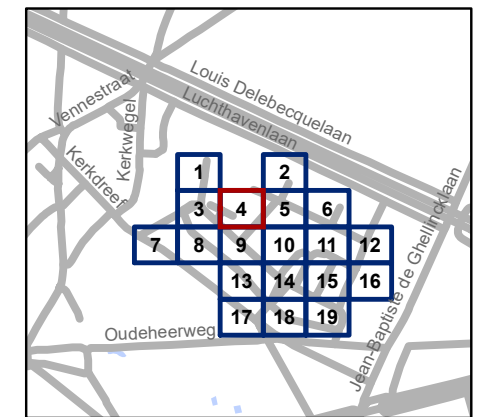 Louis Delebecquelaan
Luchthavenlaan
Vennestraat
Kerkwegel
Kerkdreef
1 2
3 4 5 6
7 8 9 10 11 12
13 14 15 16
17 18 19
Oudeheerweg
Jean-Baptiste de Ghellincklaan